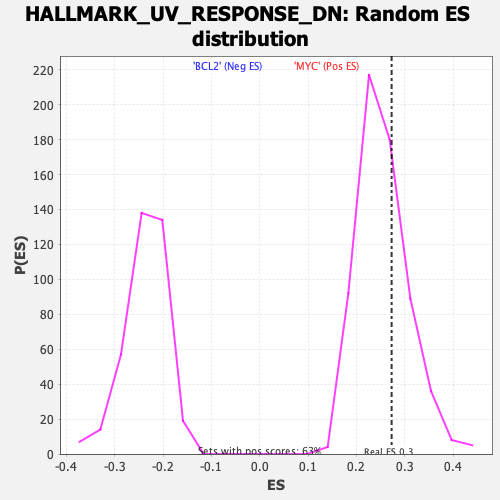 HALLMARK_UV_RESPONSE_DN: Random ES
distribution
'BCL2' (Neg ES)
'MYC' (Pos ES)
220
200
180
160
140
120
100
80
60
40
20
0
P(ES)
Sets with pos scores: 63%
Real ES 0.3
-0.4 -0.3 -0.2 -0.1 0.0 0.1 0.2 0.3 0.4
ES